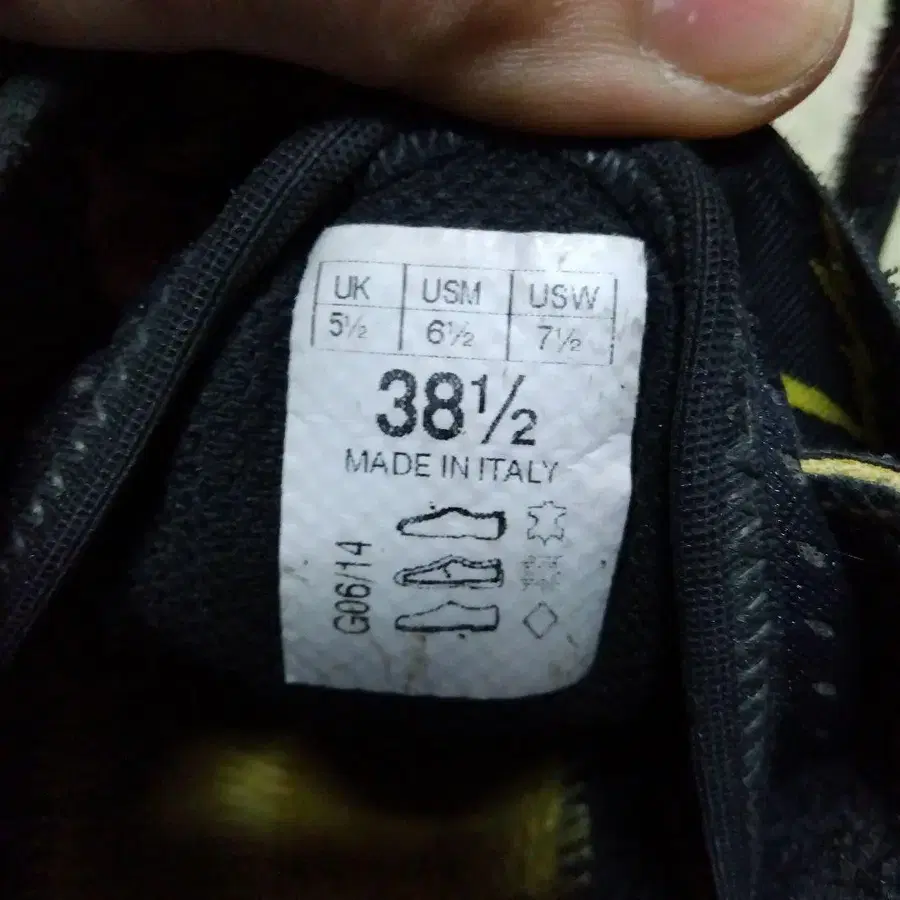 UK USM USW
5½ 6½ 7½
38½
MADE IN ITALY
G06/14